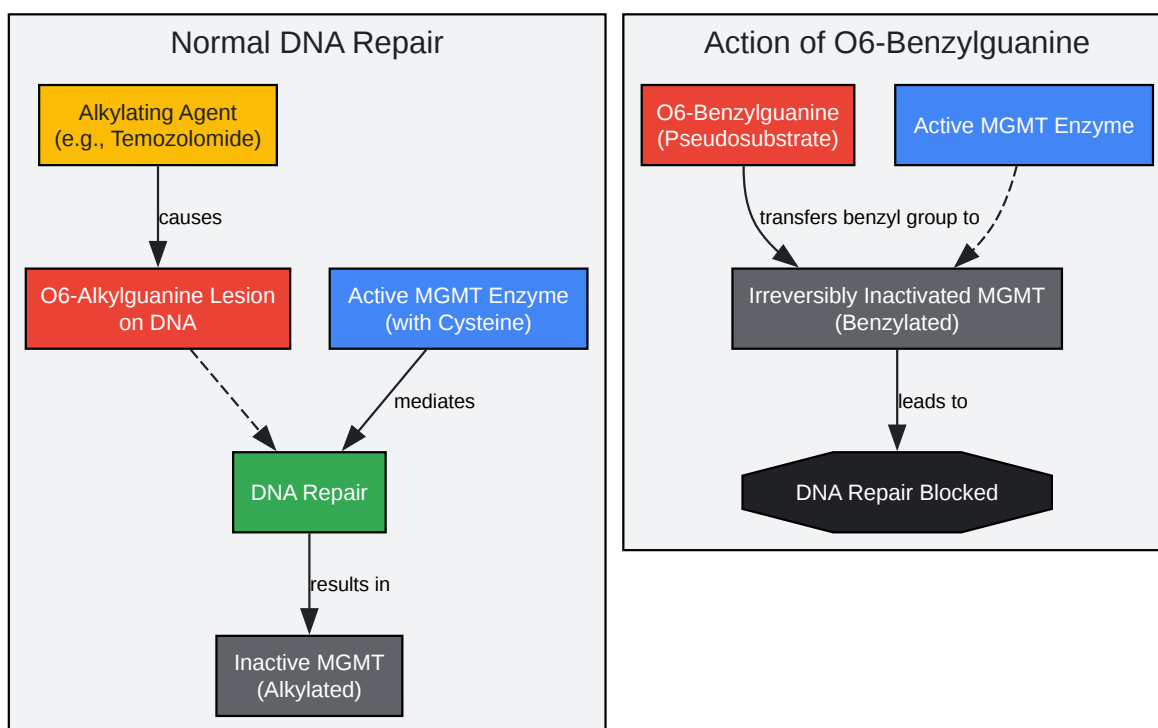 Normal DNA Repair
Alkylating Agent
(e.g., Temozolomide)
causes
O6-Alkylguanine Lesion
on DNA
Active MGMT Enzyme
(with Cysteine)
mediates
DNA Repair
results in
Inactive MGMT
(Alkylated)
Action of O6-Benzylguanine
O6-Benzylguanine
(Pseudosubstrate)
Active MGMT Enzyme
transfers benzyl group to
Irreversibly Inactivated MGMT
(Benzylated)
leads to
DNA Repair Blocked